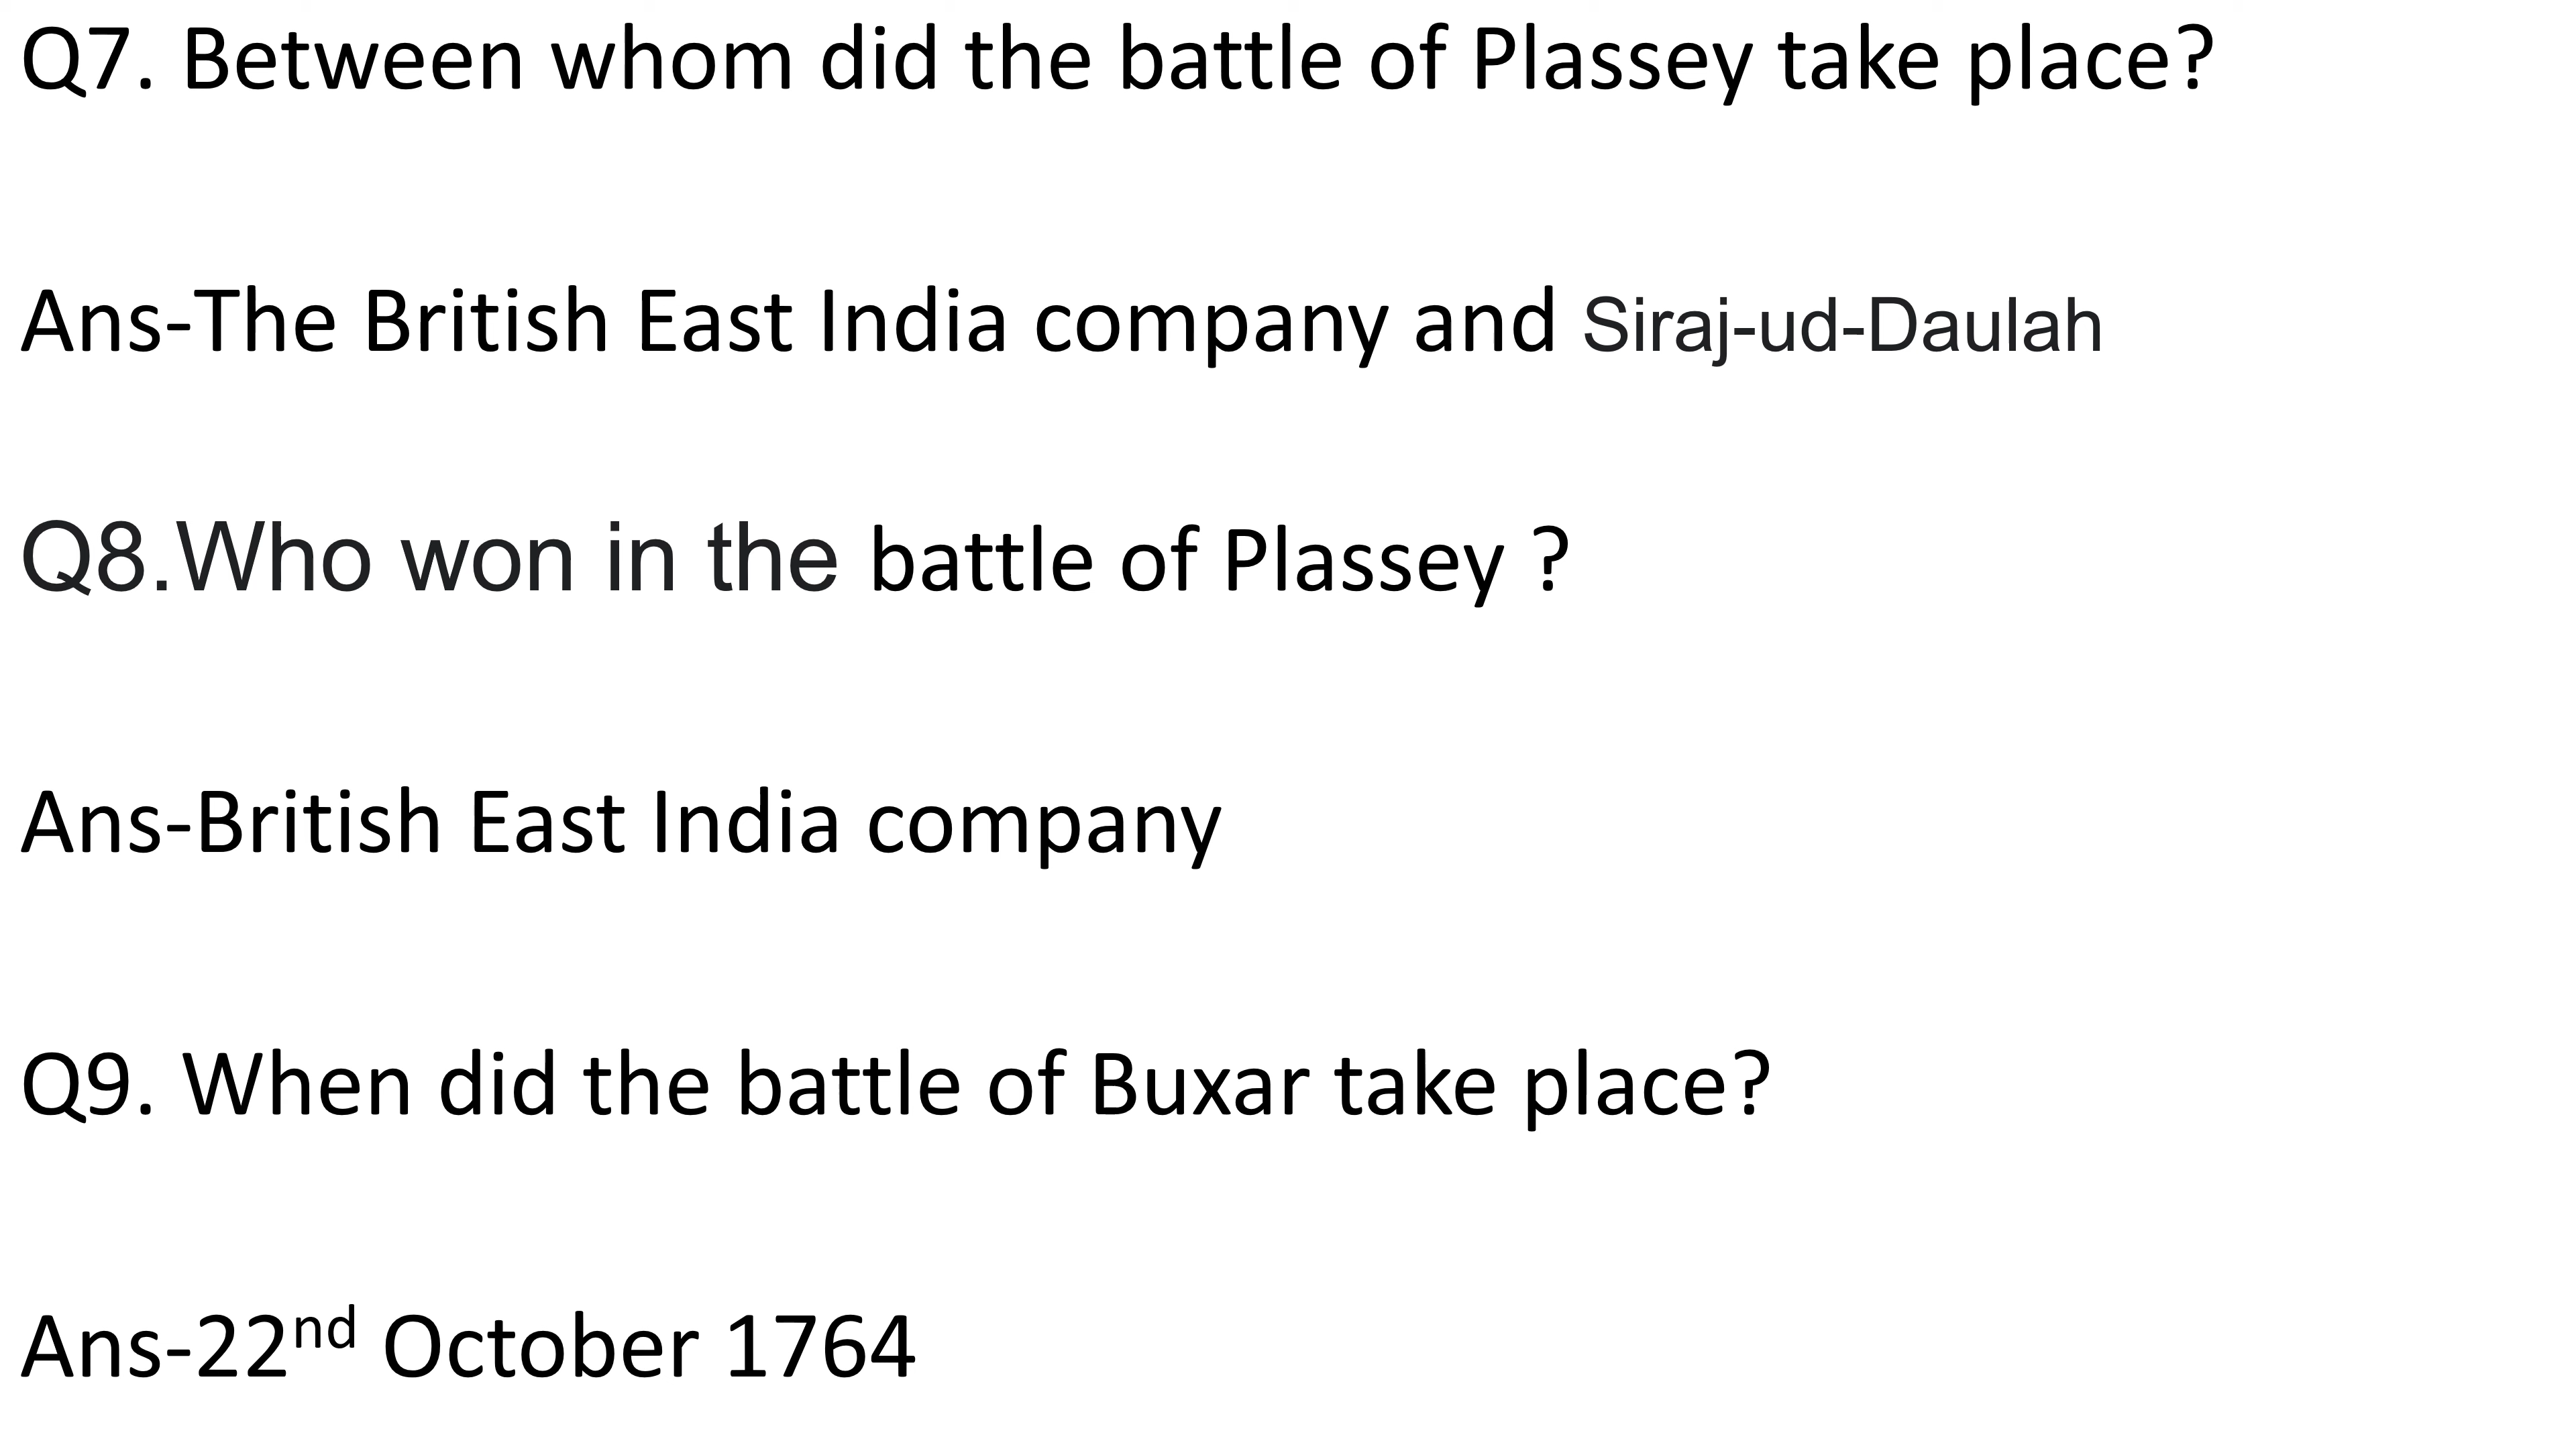 Q7. Between whom did the battle of Plassey take place?
Ans-The British East India company and Siraj-ud-Daulah
Q8.Who won in the battle of Plassey ?
Ans-British East India company
Q9. When did the battle of Buxar take place?
Ans-22nd October 1764